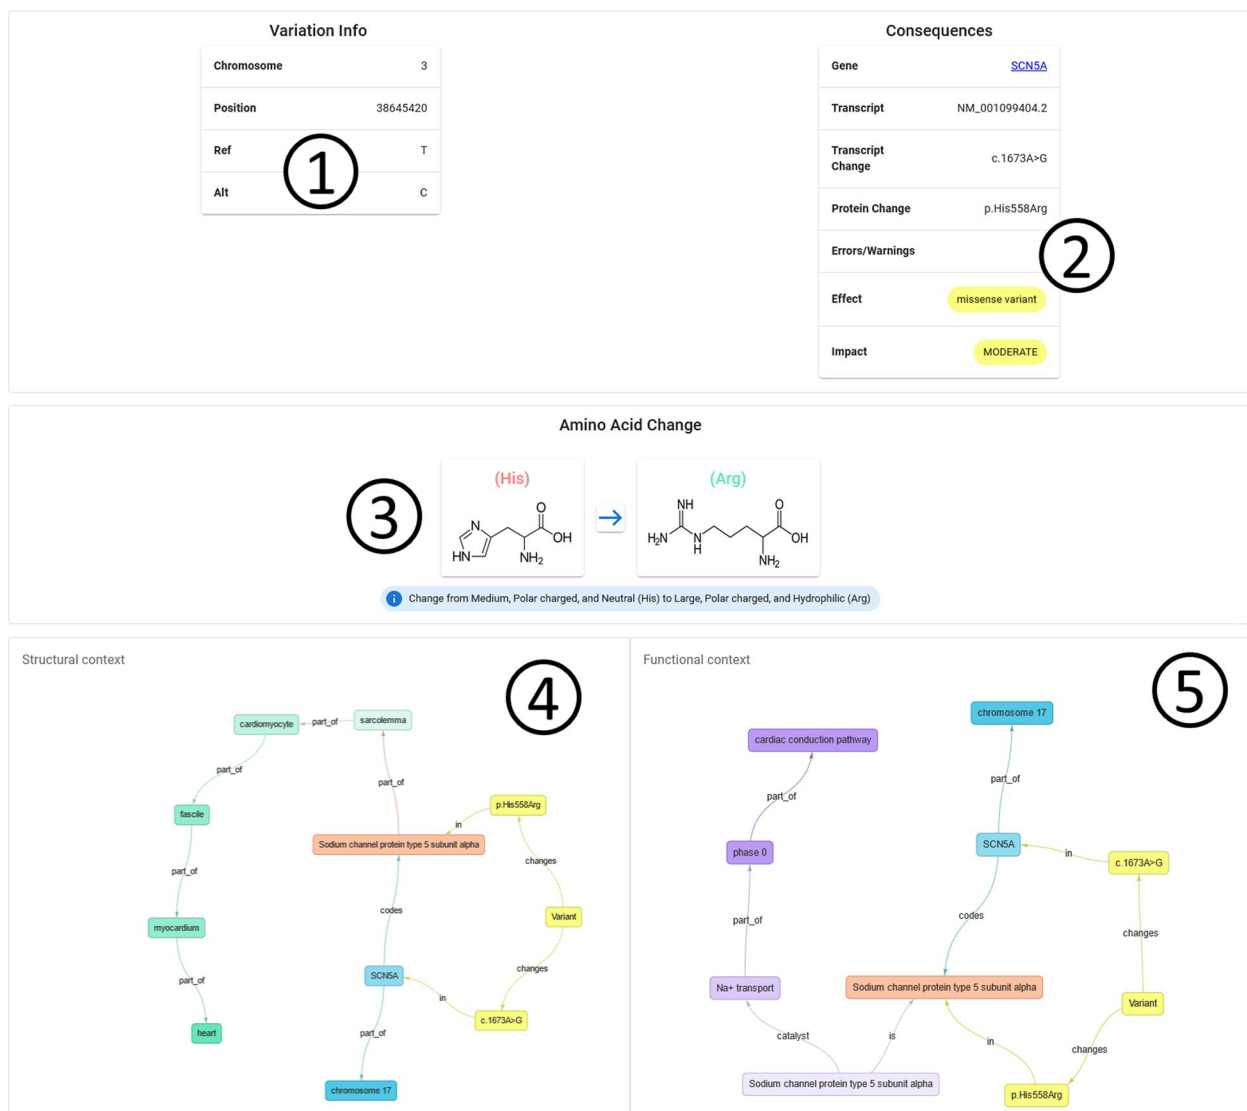 Variation Info
Chromosome 3
Position 38645420
Ref T
Alt C
1
Consequences
Gene SCN5A
Transcript NM_001099404.2
Transcript
Change c.1673A>G
Protein Change p.His558Arg
Errors/Warnings
Effect missense variant
Impact MODERATE
2
Amino Acid Change
3
(His)
N
O
OH
HN
NH2
(Arg)
NH
O
H2N
N
H
OH
NH2
Change from Medium, Polar charged, and Neutral (His) to Large, Polar charged, and Hydrophilic (Arg)
Structural context
4
cardiomyocyte
part_of
sarcolemma
part_of
part_of
fascile
p.His558Arg
in
Sodium channel protein type 5 subunit alpha
changes
part_of
codes
Variant
myocardium
changes
SCN5A
part_of
in
c.1673A>G
heart
part_of
chromosome 17
Functional context
5
chromosome 17
cardiac conduction pathway
part_of
part_of
SCN5A
phase 0
in
c.1673A>G
codes
part_of
changes
Na+ transport
Sodium channel protein type 5 subunit alpha
Variant
catalyst
is
in
changes
Sodium channel protein type 5 subunit alpha
p.His558Arg